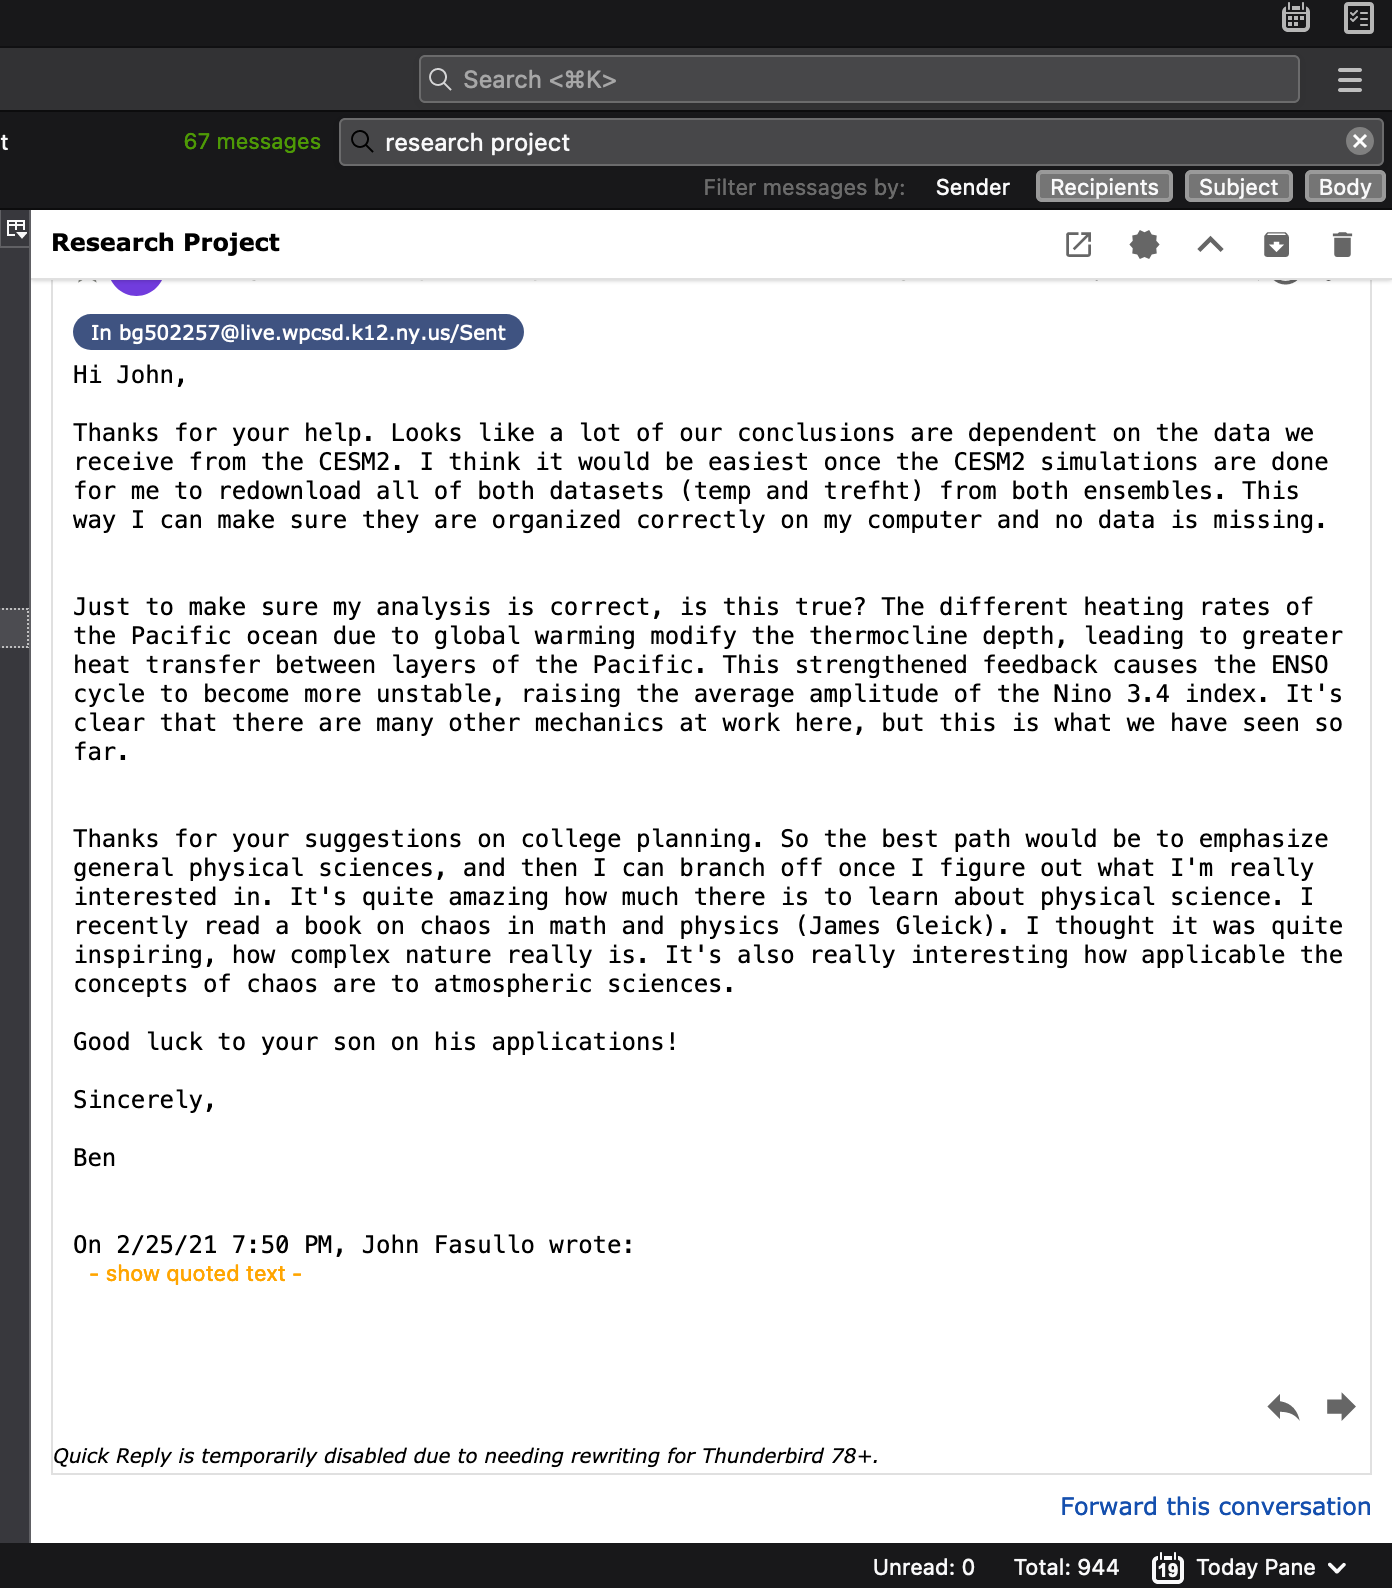 Search <⌘K>
t
67 messages
research project
Filter messages by:
Sender
Recipients
Subject
Body
Research Project
In bg502257@live.wpcsd.k12.ny.us/Sent
Hi John,
Thanks for your help. Looks like a lot of our conclusions are dependent on the data we
receive from the CESM2. I think it would be easiest once the CESM2 simulations are done
for me to redownload all of both datasets (temp and trefht) from both ensembles. This
way I can make sure they are organized correctly on my computer and no data is missing.
Just to make sure my analysis is correct, is this true? The different heating rates of
the Pacific ocean due to global warming modify the thermocline depth, leading to greater
heat transfer between layers of the Pacific. This strengthened feedback causes the ENSO
cycle to become more unstable, raising the average amplitude of the Nino 3.4 index. It's
clear that there are many other mechanics at work here, but this is what we have seen so
far.
Thanks for your suggestions on college planning. So the best path would be to emphasize
general physical sciences, and then I can branch off once I figure out what I'm really
interested in. It's quite amazing how much there is to learn about physical science. I
recently read a book on chaos in math and physics (James Gleick). I thought it was quite
inspiring, how complex nature really is. It's also really interesting how applicable the
concepts of chaos are to atmospheric sciences.
Good luck to your son on his applications!
Sincerely,
Ben
On 2/25/21 7:50 PM, John Fasullo wrote:
- show quoted text -
Quick Reply is temporarily disabled due to needing rewriting for Thunderbird 78+.
Forward this conversation
Unread: 0
Total: 944
19
Today Pane